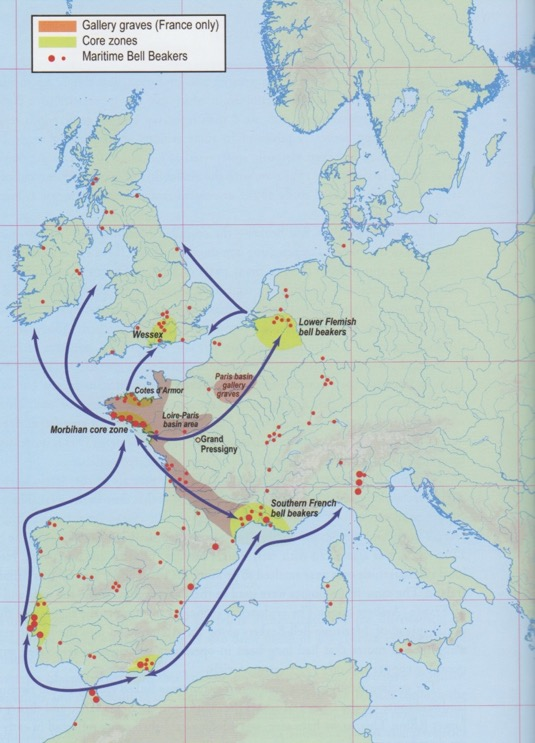 Gallery graves (France only)
Core zones
Maritime Bell Beakers
Wessex
Lower Flemish
bell beakers
Cotes d'Armor
Paris basin
gallery
graves
Loire-Paris
basin area
Morbihan core zone
Grand
Pressigny
Southern French
bell beakers